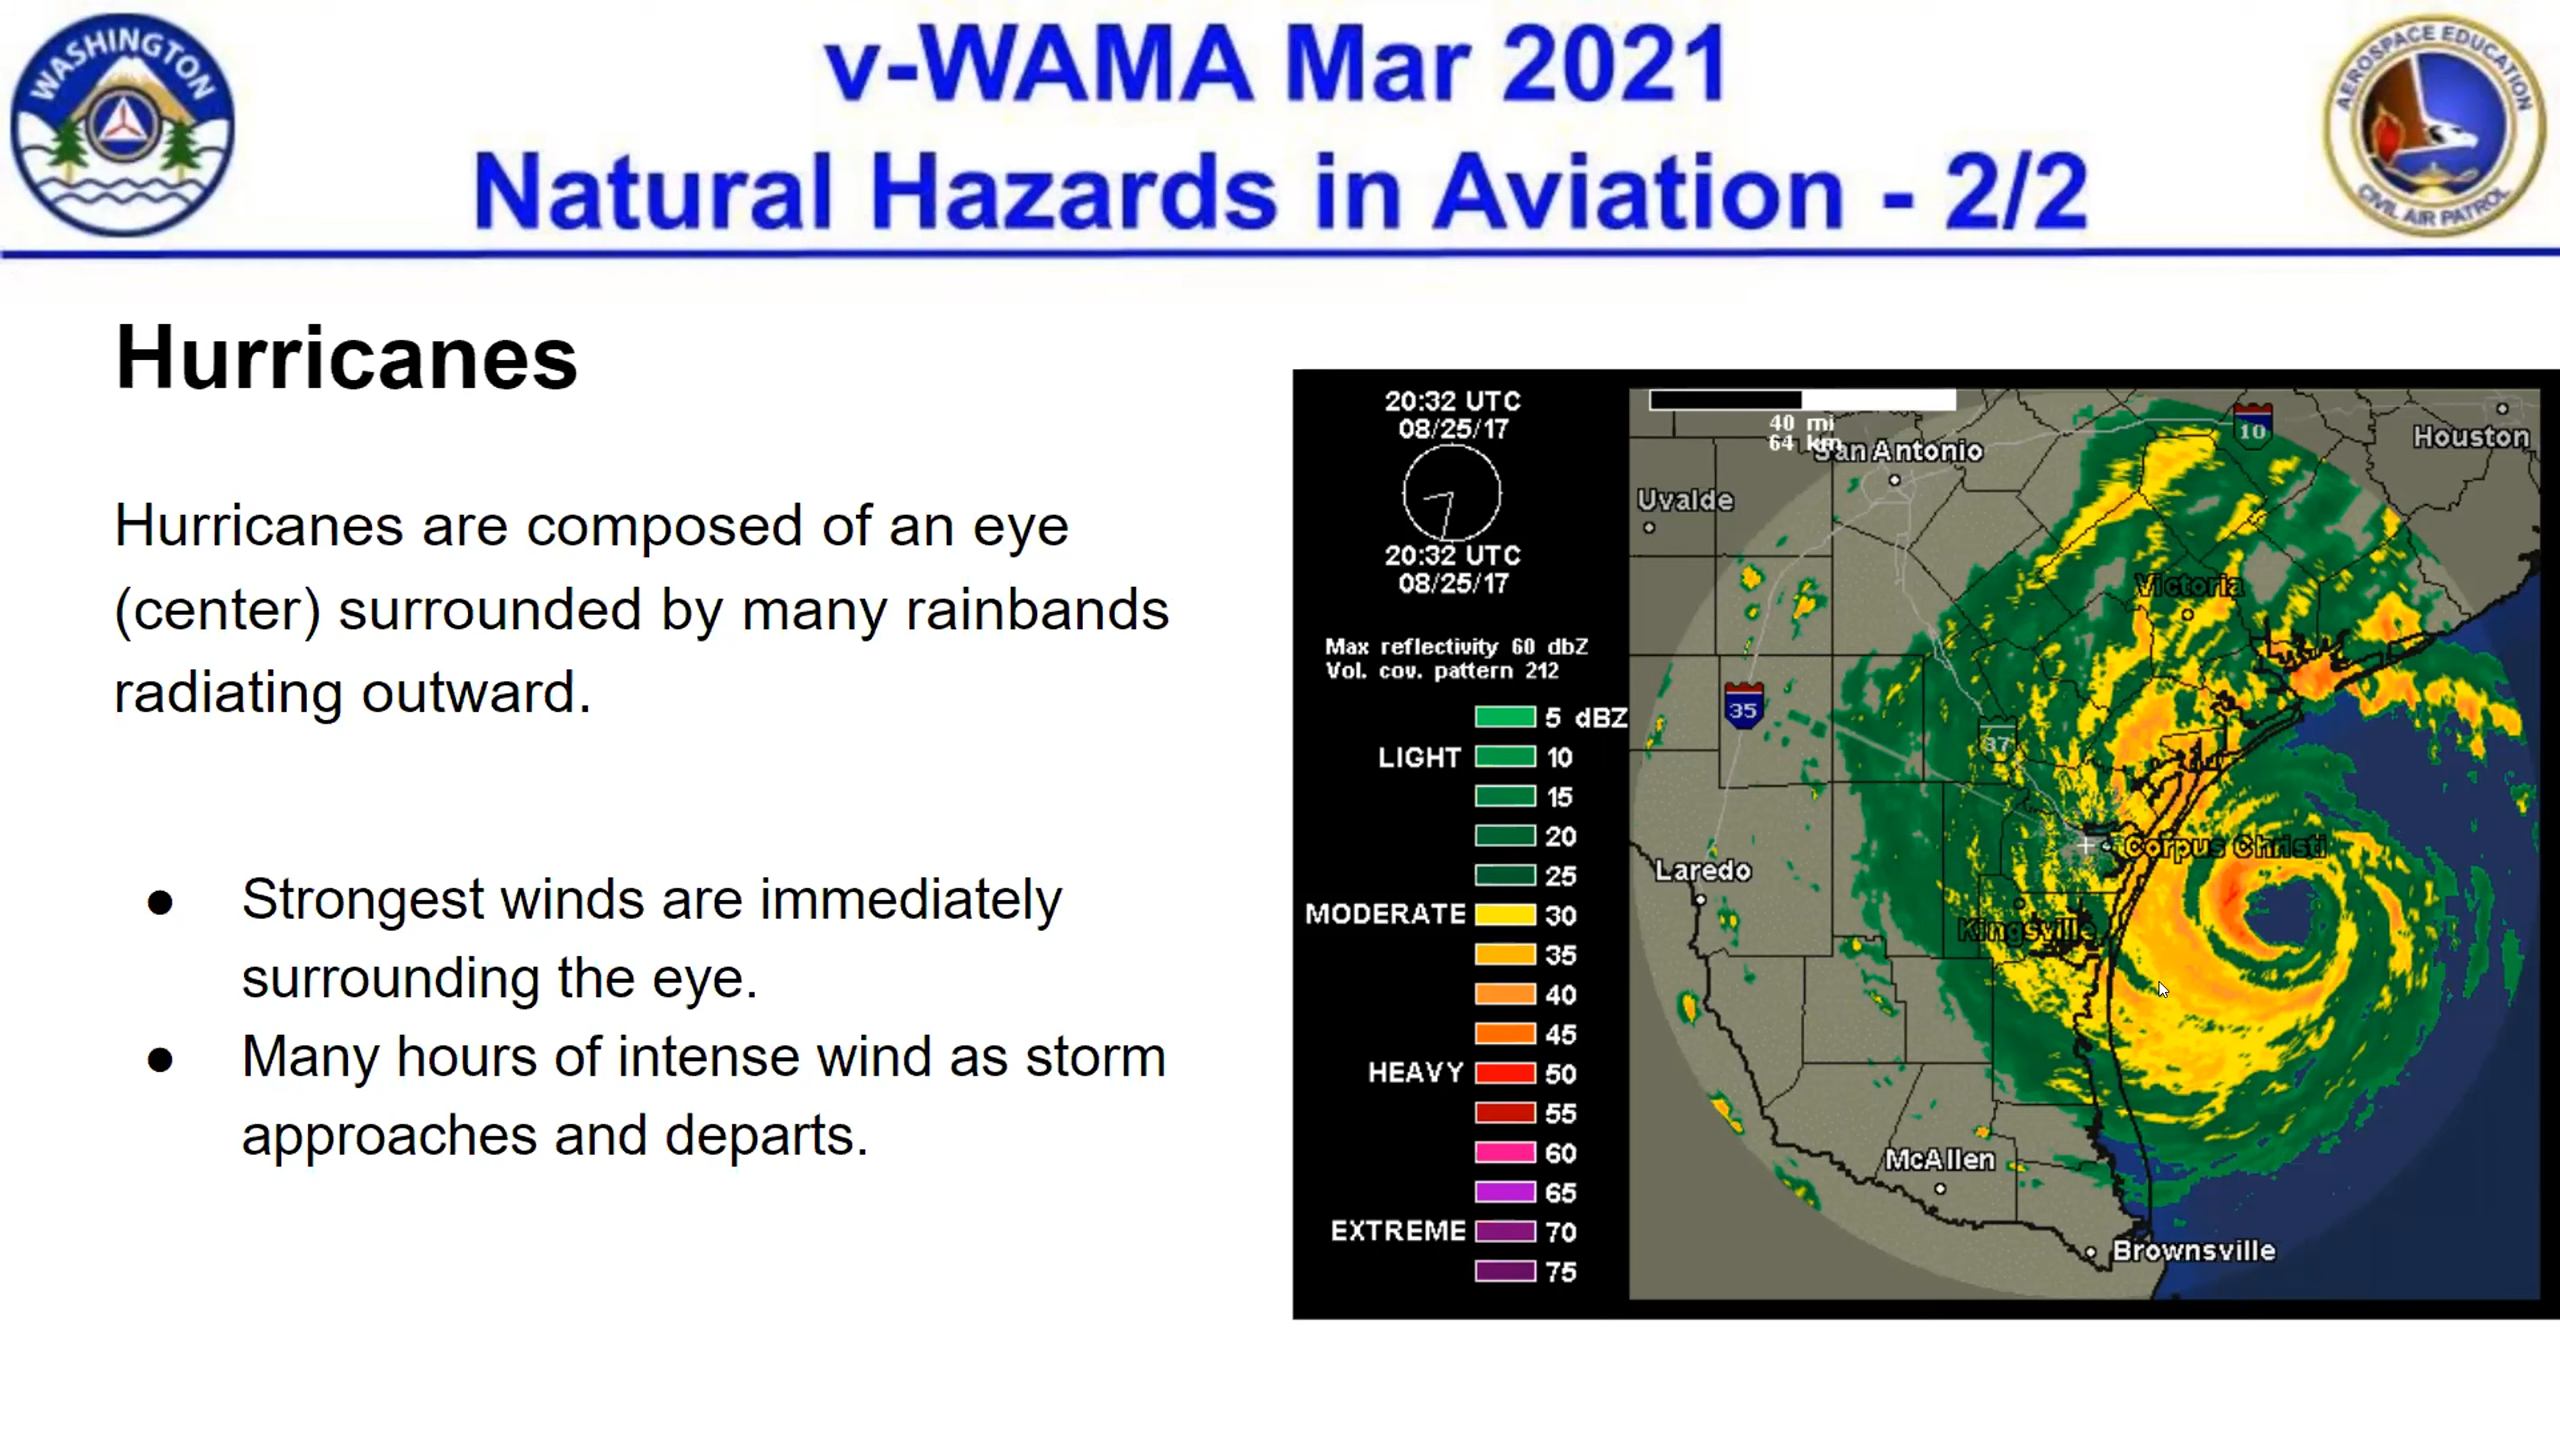 WASHINGTON
v-WAMA Mar 2021
Natural Hazards in Aviation - 2/2
AEROSPACE EDUCATION
CIVIL AIR PATROL
Hurricanes
Hurricanes are composed of an eye
(center) surrounded by many rainbands
radiating outward.
● Strongest winds are immediately
surrounding the eye.
● Many hours of intense wind as storm
approaches and departs.
20:32 UTC
08/25/17
20:32 UTC
08/25/17
Max reflectivity 60 dbZ
Vol. cov. pattern 212
5 dBZ
LIGHT 10
15
20
25
MODERATE 30
35
40
45
HEAVY 50
55
60
65
EXTREME 70
75
40 mi
64 km
San Antonio
10
Houston
Uvalde
Victoria
35
37
Corpus Christi
Laredo
Kingsville
McAllen
Brownsville